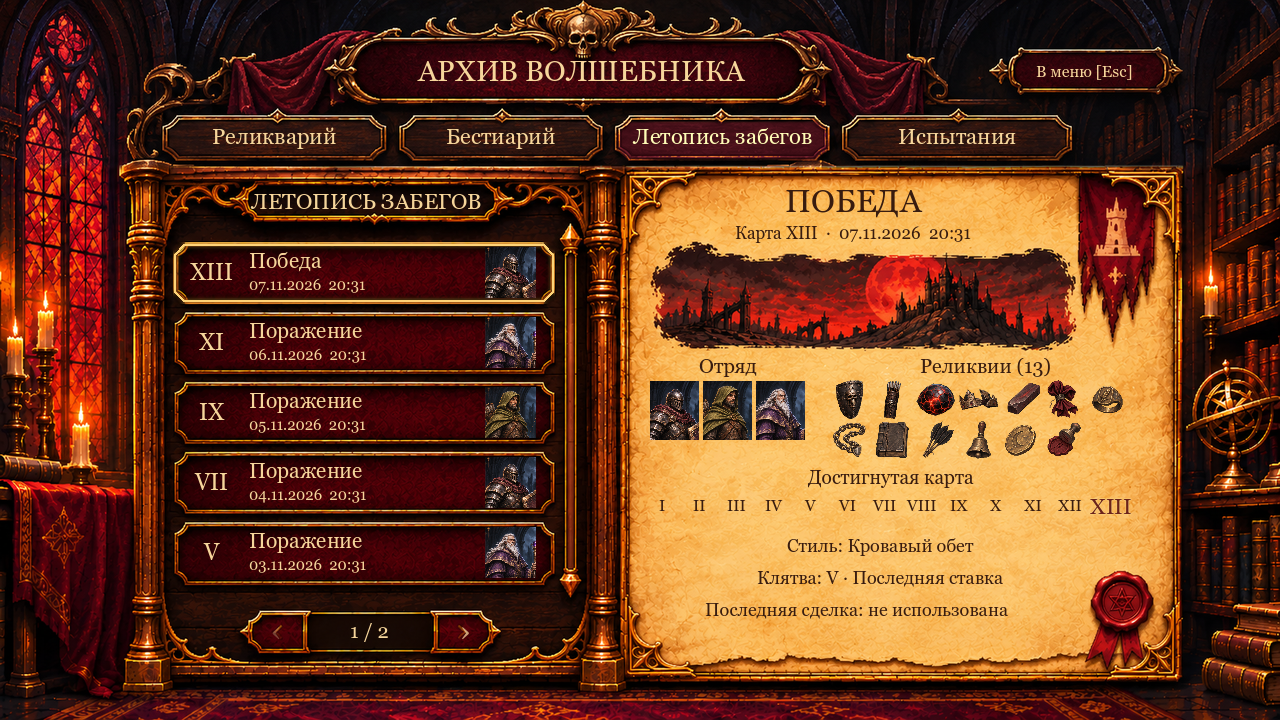 АРХИВ ВОЛШЕБНИКА
В меню [Esc]
Реликварий
Бестиарий
Летопись забегов
Испытания
ЛЕТОПИСЬ ЗАБЕГОВ
XIII
Победа
07.11.2026 20:31
XI
Поражение
06.11.2026 20:31
IX
Поражение
05.11.2026 20:31
VII
Поражение
04.11.2026 20:31
V
Поражение
03.11.2026 20:31
‹ 1 / 2 ›
ПОБЕДА
Карта XIII · 07.11.2026 20:31
Отряд
Реликвии (13)
Достигнутая карта
I II III IV V VI VII VIII IX X XI XII XIII
Стиль: Кровавый обет
Клятва: V · Последняя ставка
Последняя сделка: не использована